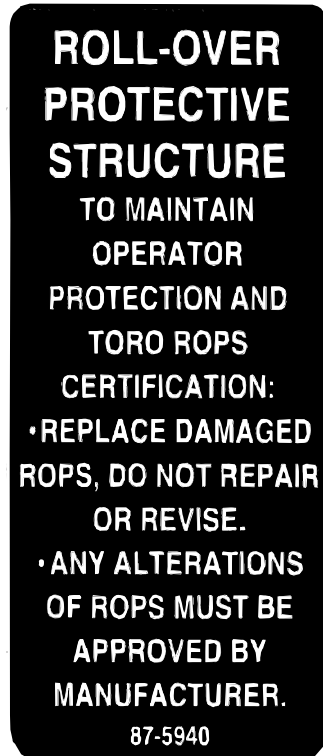 ROLL-OVER
PROTECTIVE
STRUCTURE
TO MAINTAIN
OPERATOR
PROTECTION AND
TORO ROPS
CERTIFICATION:
•REPLACE DAMAGED
ROPS, DO NOT REPAIR
OR REVISE.
•ANY ALTERATIONS
OF ROPS MUST BE
APPROVED BY
MANUFACTURER.
87-5940